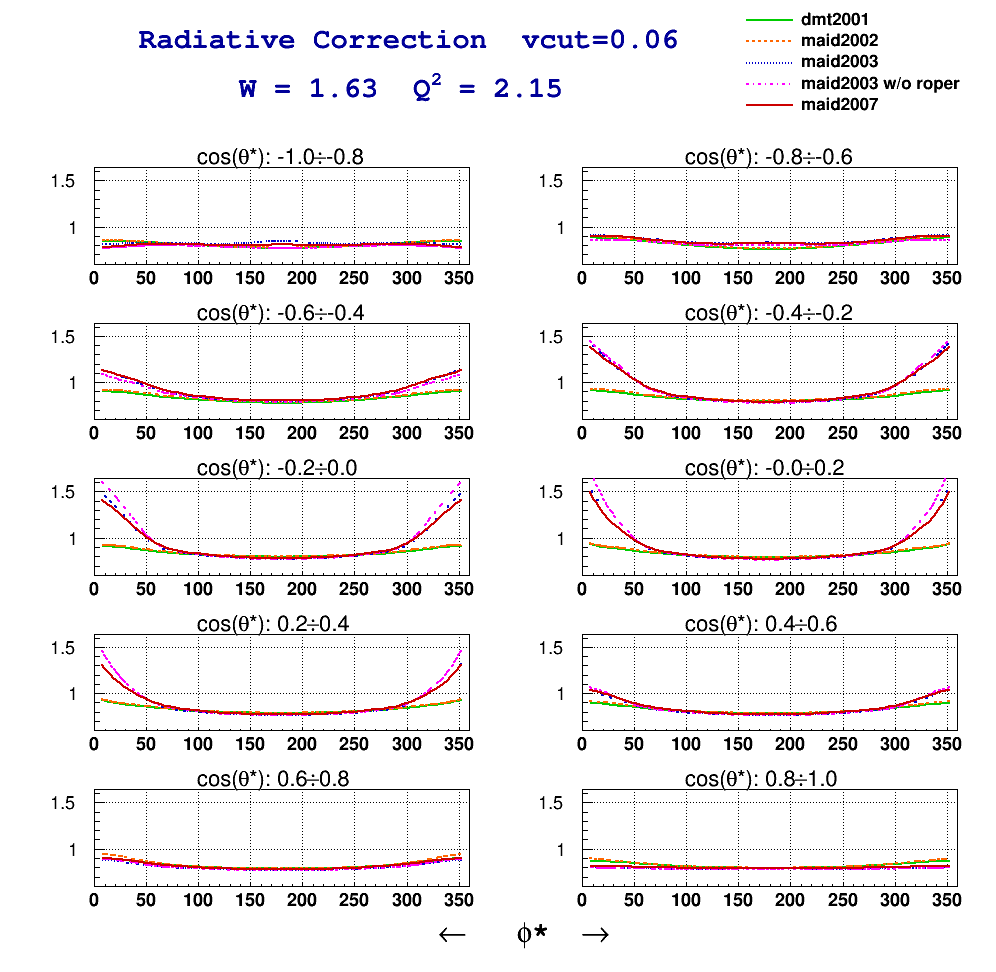 Radiative Correction vcut=0.06
W = 1.63 Q² = 2.15
dmt2001
maid2002
maid2003
maid2003 w/o roper
maid2007
cos(θ*): -1.0÷-0.8
1.5
1
0 50 100 150 200 250 300 350
cos(θ*): -0.8÷-0.6
1.5
1
0 50 100 150 200 250 300 350
cos(θ*): -0.6÷-0.4
1.5
1
0 50 100 150 200 250 300 350
cos(θ*): -0.4÷-0.2
1.5
1
0 50 100 150 200 250 300 350
cos(θ*): -0.2÷0.0
1.5
1
0 50 100 150 200 250 300 350
cos(θ*): -0.0÷0.2
1.5
1
0 50 100 150 200 250 300 350
cos(θ*): 0.2÷0.4
1.5
1
0 50 100 150 200 250 300 350
cos(θ*): 0.4÷0.6
1.5
1
0 50 100 150 200 250 300 350
cos(θ*): 0.6÷0.8
1.5
1
0 50 100 150 200 250 300 350
cos(θ*): 0.8÷1.0
1.5
1
0 50 100 150 200 250 300 350
← ϕ* →